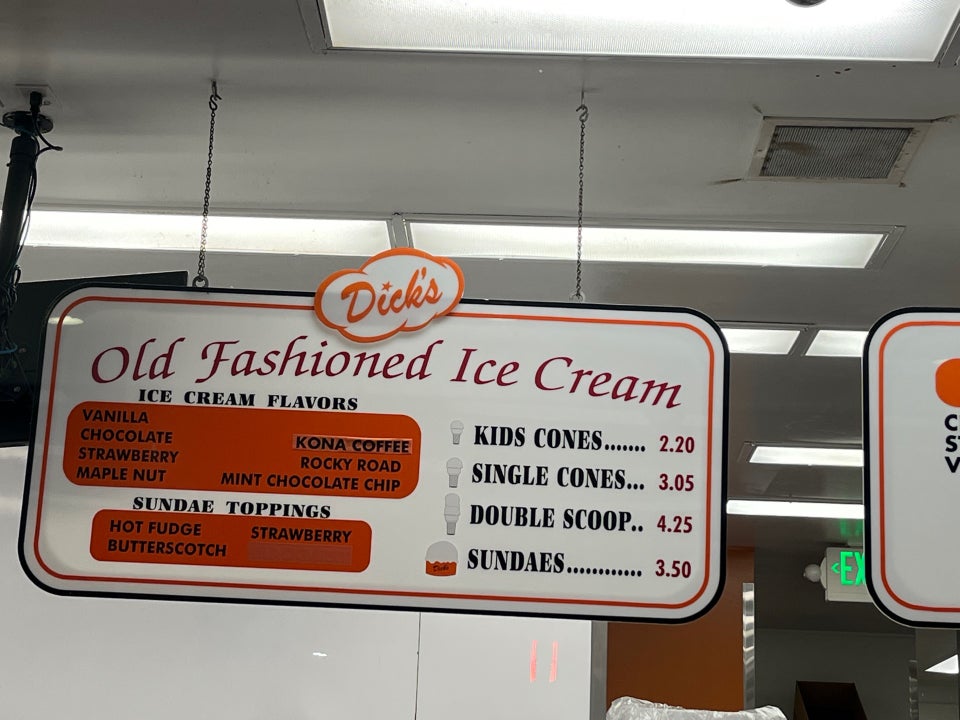 Dick's
Old Fashioned Ice Cream
ICE CREAM FLAVORS
VANILLA
CHOCOLATE
STRAWBERRY
MAPLE NUT
KONA COFFEE
ROCKY ROAD
MINT CHOCOLATE CHIP
SUNDAE TOPPINGS
HOT FUDGE
BUTTERSCOTCH
STRAWBERRY
KIDS CONES....... 2.20
SINGLE CONES... 3.05
DOUBLE SCOOP.. 4.25
Dick's
SUNDAES............ 3.50
C
S
V
<EX